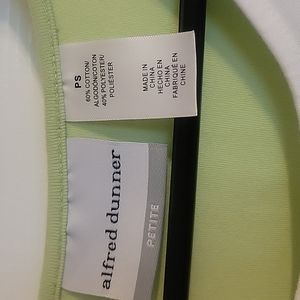 PS
60% COTTON/
ALGODÓN/COTON
40% POLYESTER/
POLIÉSTER
MADE IN
CHINA
HECHO EN
CHINA
FABRIQUÉ EN
CHINE
alfred dunner
PETITE